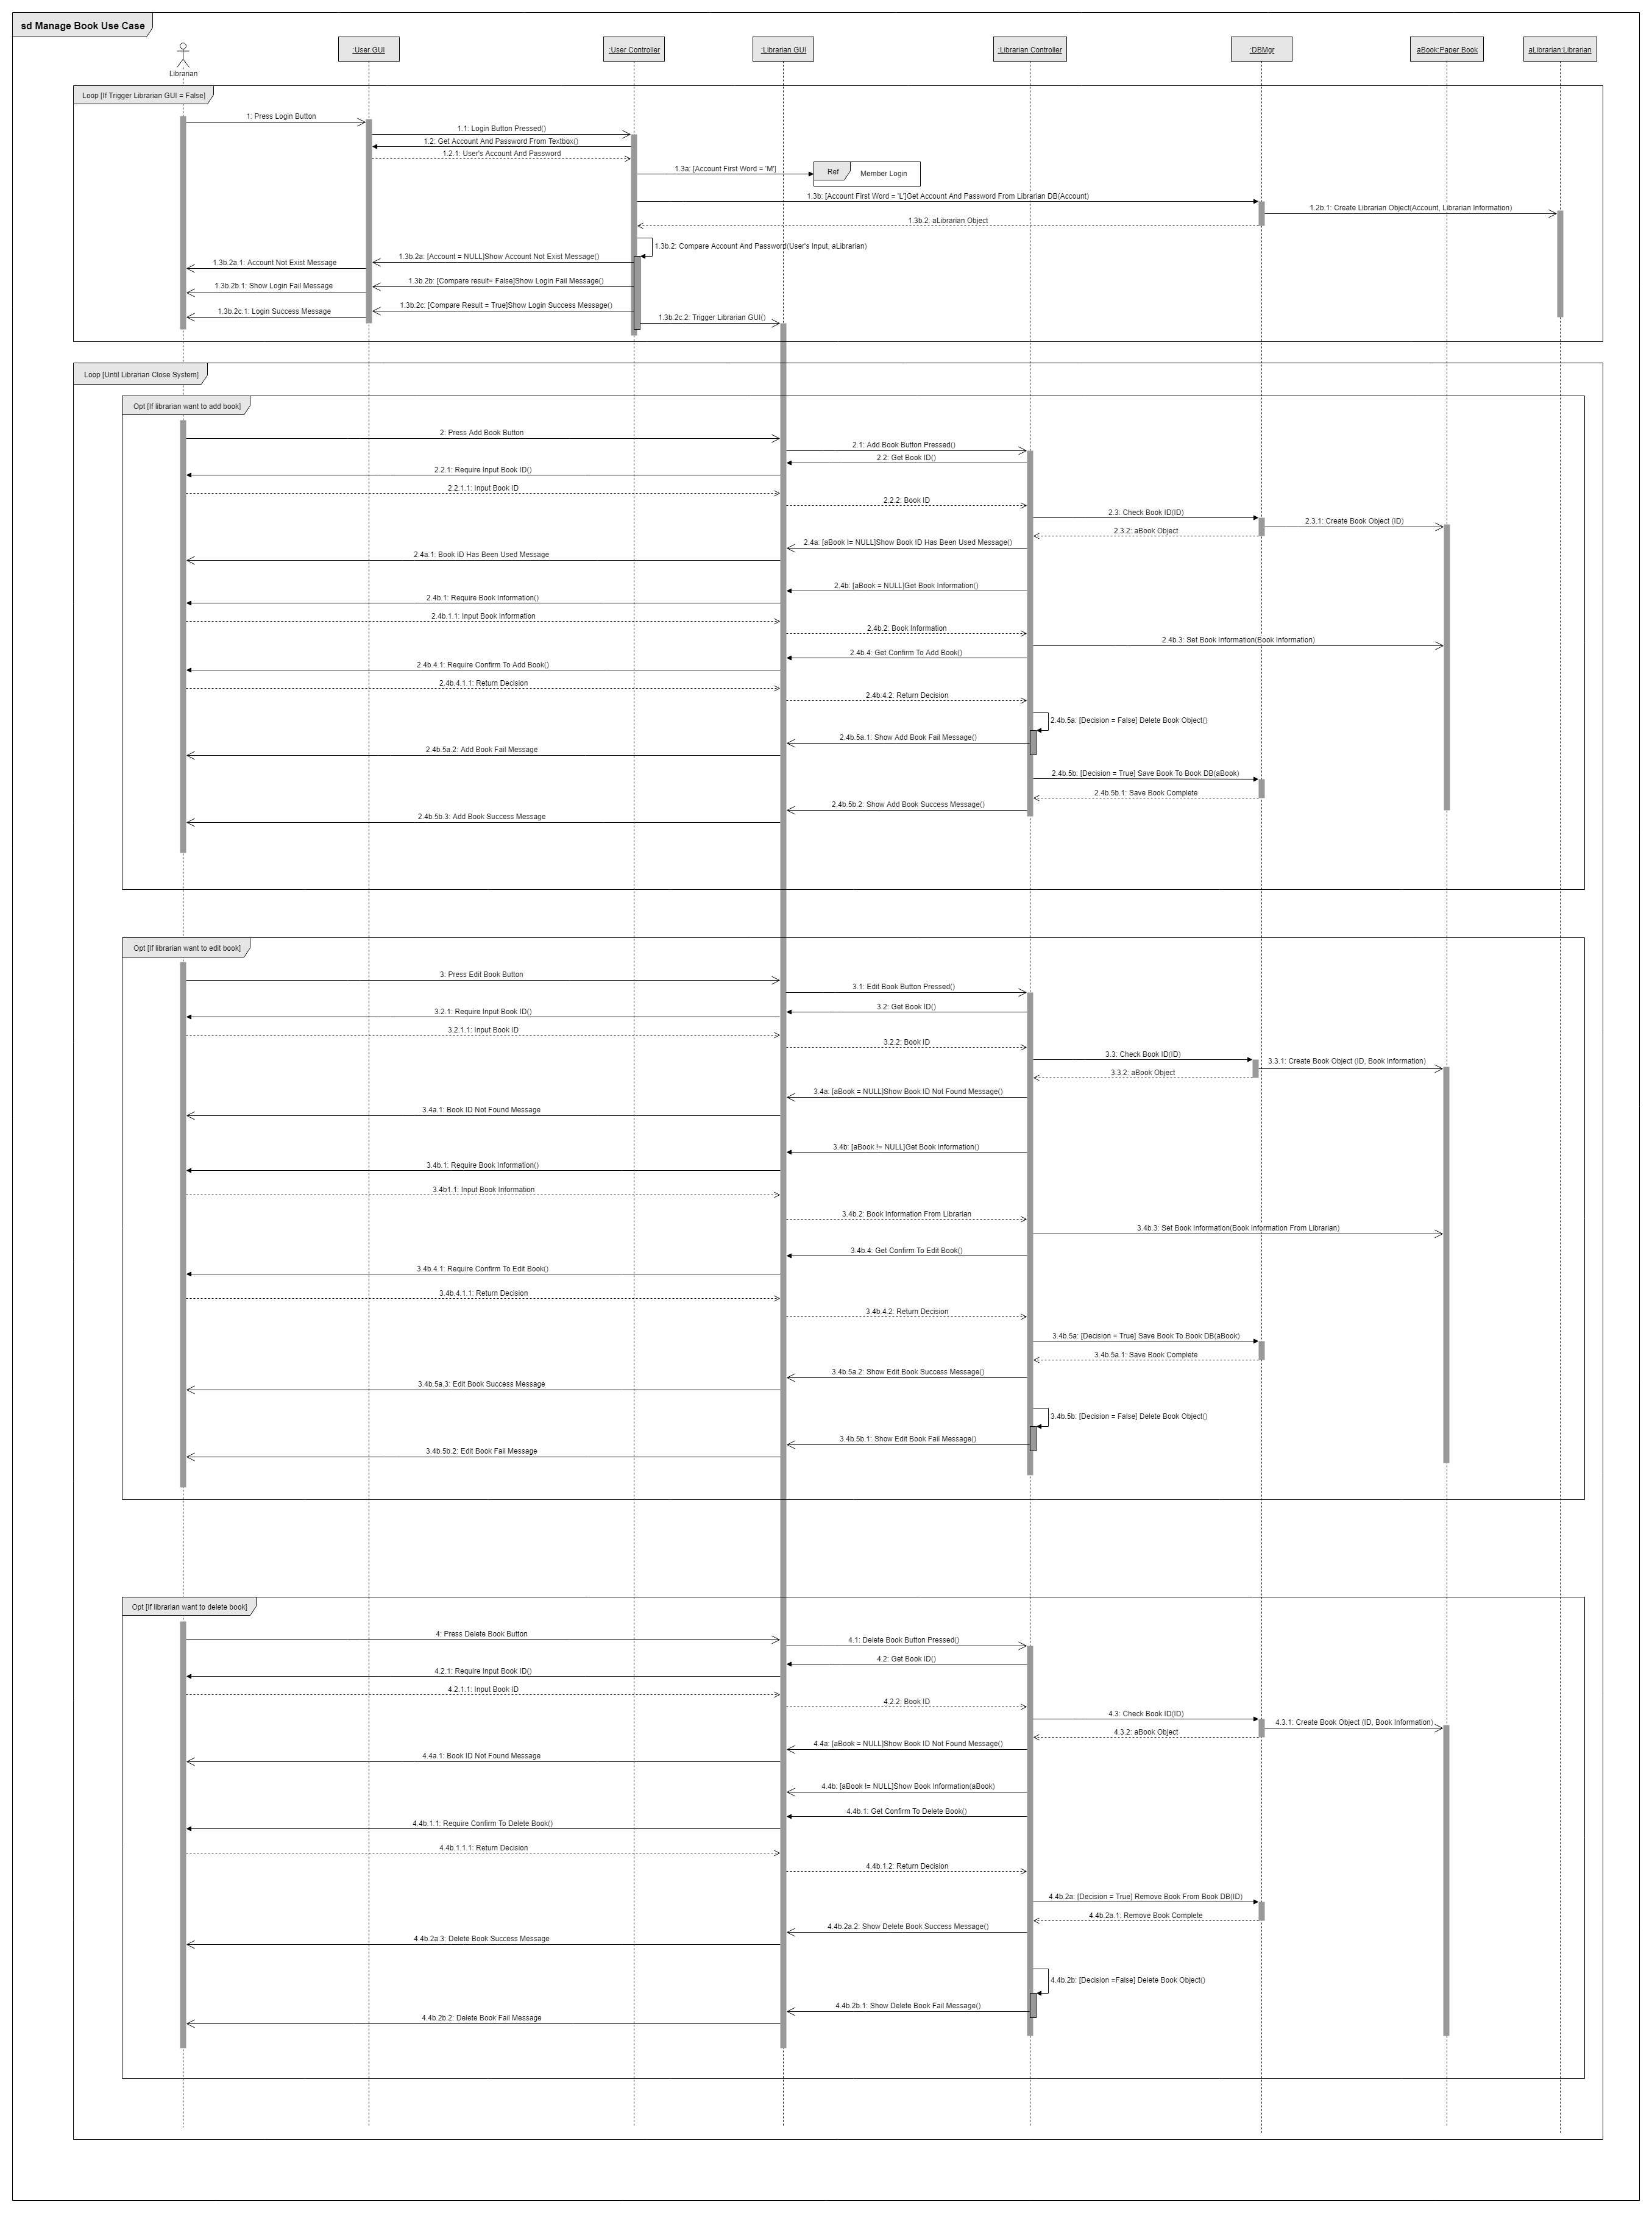 sd Manage Book Use Case
Librarian
:User GUI
:User Controller
:Librarian GUI
:Librarian Controller
:DBMgr
aBook:Paper Book
aLibrarian:Librarian
Loop [If Trigger Librarian GUI = False]
1: Press Login Button
1.1: Login Button Pressed()
1.2: Get Account And Password From Textbox()
1.2.1: User's Account And Password
1.3a: [Account First Word = 'M']
Ref
Member Login
1.3b: [Account First Word = 'L']Get Account And Password From Librarian DB(Account)
1.2b.1: Create Librarian Object(Account, Librarian Information)
1.3b.2: aLibrarian Object
1.3b.2: Compare Account And Password(User's Input, aLibrarian)
1.3b.2a: [Account = NULL]Show Account Not Exist Message()
1.3b.2a.1: Account Not Exist Message
1.3b.2b: [Compare result= False]Show Login Fail Message()
1.3b.2b.1: Show Login Fail Message
1.3b.2c: [Compare Result = True]Show Login Success Message()
1.3b.2c.1: Login Success Message
1.3b.2c.2: Trigger Librarian GUI()
Loop [Until Librarian Close System]
Opt [If librarian want to add book]
2: Press Add Book Button
2.1: Add Book Button Pressed()
2.2: Get Book ID()
2.2.1: Require Input Book ID()
2.2.1.1: Input Book ID
2.2.2: Book ID
2.3: Check Book ID(ID)
2.3.1: Create Book Object (ID)
2.3.2: aBook Object
2.4a: [aBook != NULL]Show Book ID Has Been Used Message()
2.4a.1: Book ID Has Been Used Message
2.4b: [aBook = NULL]Get Book Information()
2.4b.1: Require Book Information()
2.4b.1.1: Input Book Information
2.4b.2: Book Information
2.4b.3: Set Book Information(Book Information)
2.4b.4: Get Confirm To Add Book()
2.4b.4.1: Require Confirm To Add Book()
2.4b.4.1.1: Return Decision
2.4b.4.2: Return Decision
2.4b.5a: [Decision = False] Delete Book Object()
2.4b.5a.1: Show Add Book Fail Message()
2.4b.5a.2: Add Book Fail Message
2.4b.5b: [Decision = True] Save Book To Book DB(aBook)
2.4b.5b.1: Save Book Complete
2.4b.5b.2: Show Add Book Success Message()
2.4b.5b.3: Add Book Success Message
Opt [If librarian want to edit book]
3: Press Edit Book Button
3.1: Edit Book Button Pressed()
3.2: Get Book ID()
3.2.1: Require Input Book ID()
3.2.1.1: Input Book ID
3.2.2: Book ID
3.3: Check Book ID(ID)
3.3.1: Create Book Object (ID, Book Information)
3.3.2: aBook Object
3.4a: [aBook = NULL]Show Book ID Not Found Message()
3.4a.1: Book ID Not Found Message
3.4b: [aBook != NULL]Get Book Information()
3.4b.1: Require Book Information()
3.4b1.1: Input Book Information
3.4b.2: Book Information From Librarian
3.4b.3: Set Book Information(Book Information From Librarian)
3.4b.4: Get Confirm To Edit Book()
3.4b.4.1: Require Confirm To Edit Book()
3.4b.4.1.1: Return Decision
3.4b.4.2: Return Decision
3.4b.5a: [Decision = True] Save Book To Book DB(aBook)
3.4b.5a.1: Save Book Complete
3.4b.5a.2: Show Edit Book Success Message()
3.4b.5a.3: Edit Book Success Message
3.4b.5b: [Decision = False] Delete Book Object()
3.4b.5b.1: Show Edit Book Fail Message()
3.4b.5b.2: Edit Book Fail Message
Opt [If librarian want to delete book]
4: Press Delete Book Button
4.1: Delete Book Button Pressed()
4.2: Get Book ID()
4.2.1: Require Input Book ID()
4.2.1.1: Input Book ID
4.2.2: Book ID
4.3: Check Book ID(ID)
4.3.1: Create Book Object (ID, Book Information)
4.3.2: aBook Object
4.4a: [aBook = NULL]Show Book ID Not Found Message()
4.4a.1: Book ID Not Found Message
4.4b: [aBook != NULL]Show Book Information(aBook)
4.4b.1: Get Confirm To Delete Book()
4.4b.1.1: Require Confirm To Delete Book()
4.4b.1.1.1: Return Decision
4.4b.1.2: Return Decision
4.4b.2a: [Decision = True] Remove Book From Book DB(ID)
4.4b.2a.1: Remove Book Complete
4.4b.2a.2: Show Delete Book Success Message()
4.4b.2a.3: Delete Book Success Message
4.4b.2b: [Decision =False] Delete Book Object()
4.4b.2b.1: Show Delete Book Fail Message()
4.4b.2b.2: Delete Book Fail Message